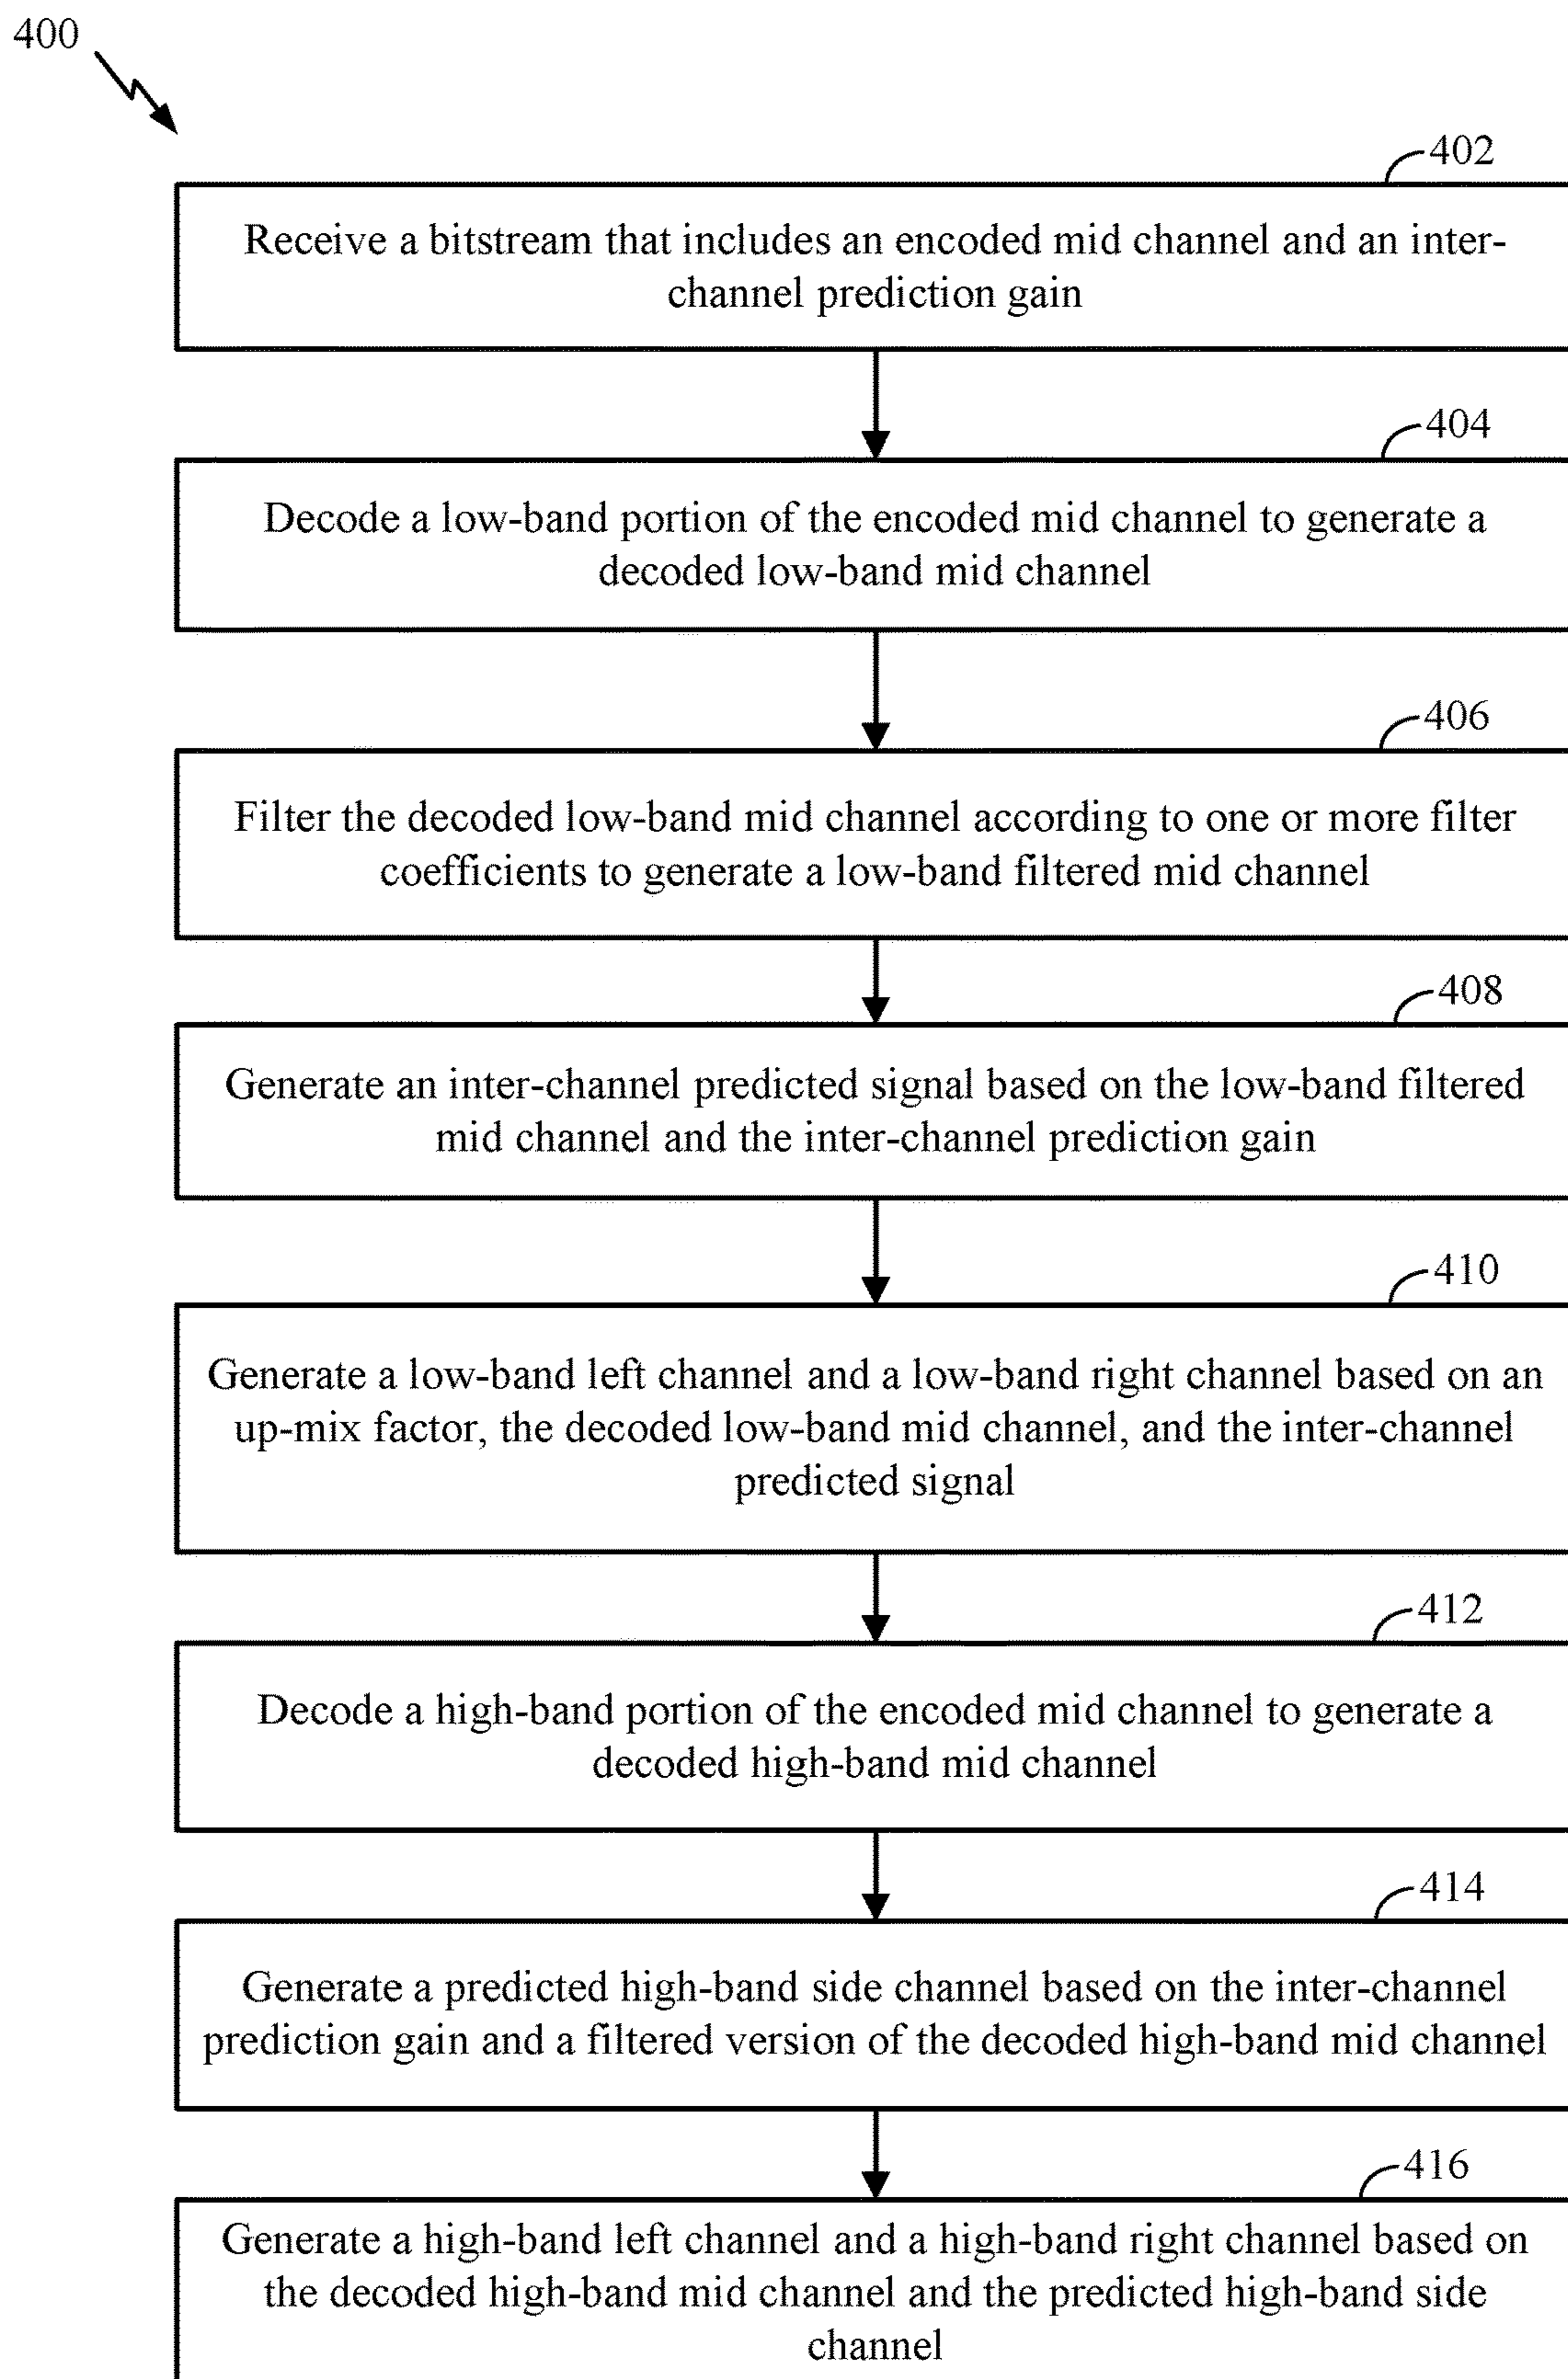 400
402
Receive a bitstream that includes an encoded mid channel and an inter-
channel prediction gain
404
Decode a low-band portion of the encoded mid channel to generate a
decoded low-band mid channel
406
Filter the decoded low-band mid channel according to one or more filter
coefficients to generate a low-band filtered mid channel
408
Generate an inter-channel predicted signal based on the low-band filtered
mid channel and the inter-channel prediction gain
410
Generate a low-band left channel and a low-band right channel based on an
up-mix factor, the decoded low-band mid channel, and the inter-channel
predicted signal
412
Decode a high-band portion of the encoded mid channel to generate a
decoded high-band mid channel
414
Generate a predicted high-band side channel based on the inter-channel
prediction gain and a filtered version of the decoded high-band mid channel
416
Generate a high-band left channel and a high-band right channel based on
the decoded high-band mid channel and the predicted high-band side
channel